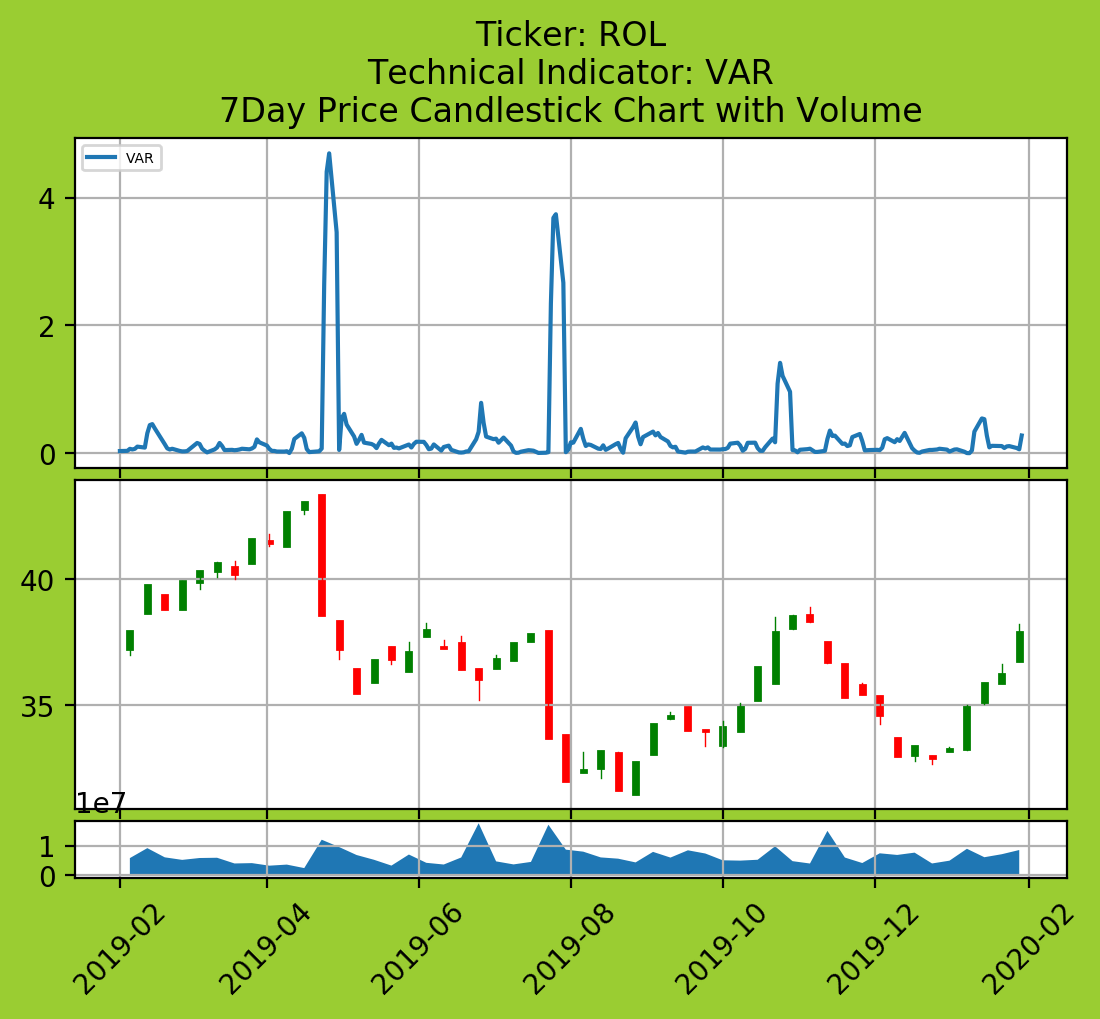 Ticker: ROL
Technical Indicator: VAR
7Day Price Candlestick Chart with Volume
VAR
4
2
0
40
35
1e7
1
0
2019-02
2019-04
2019-06
2019-08
2019-10
2019-12
2020-02